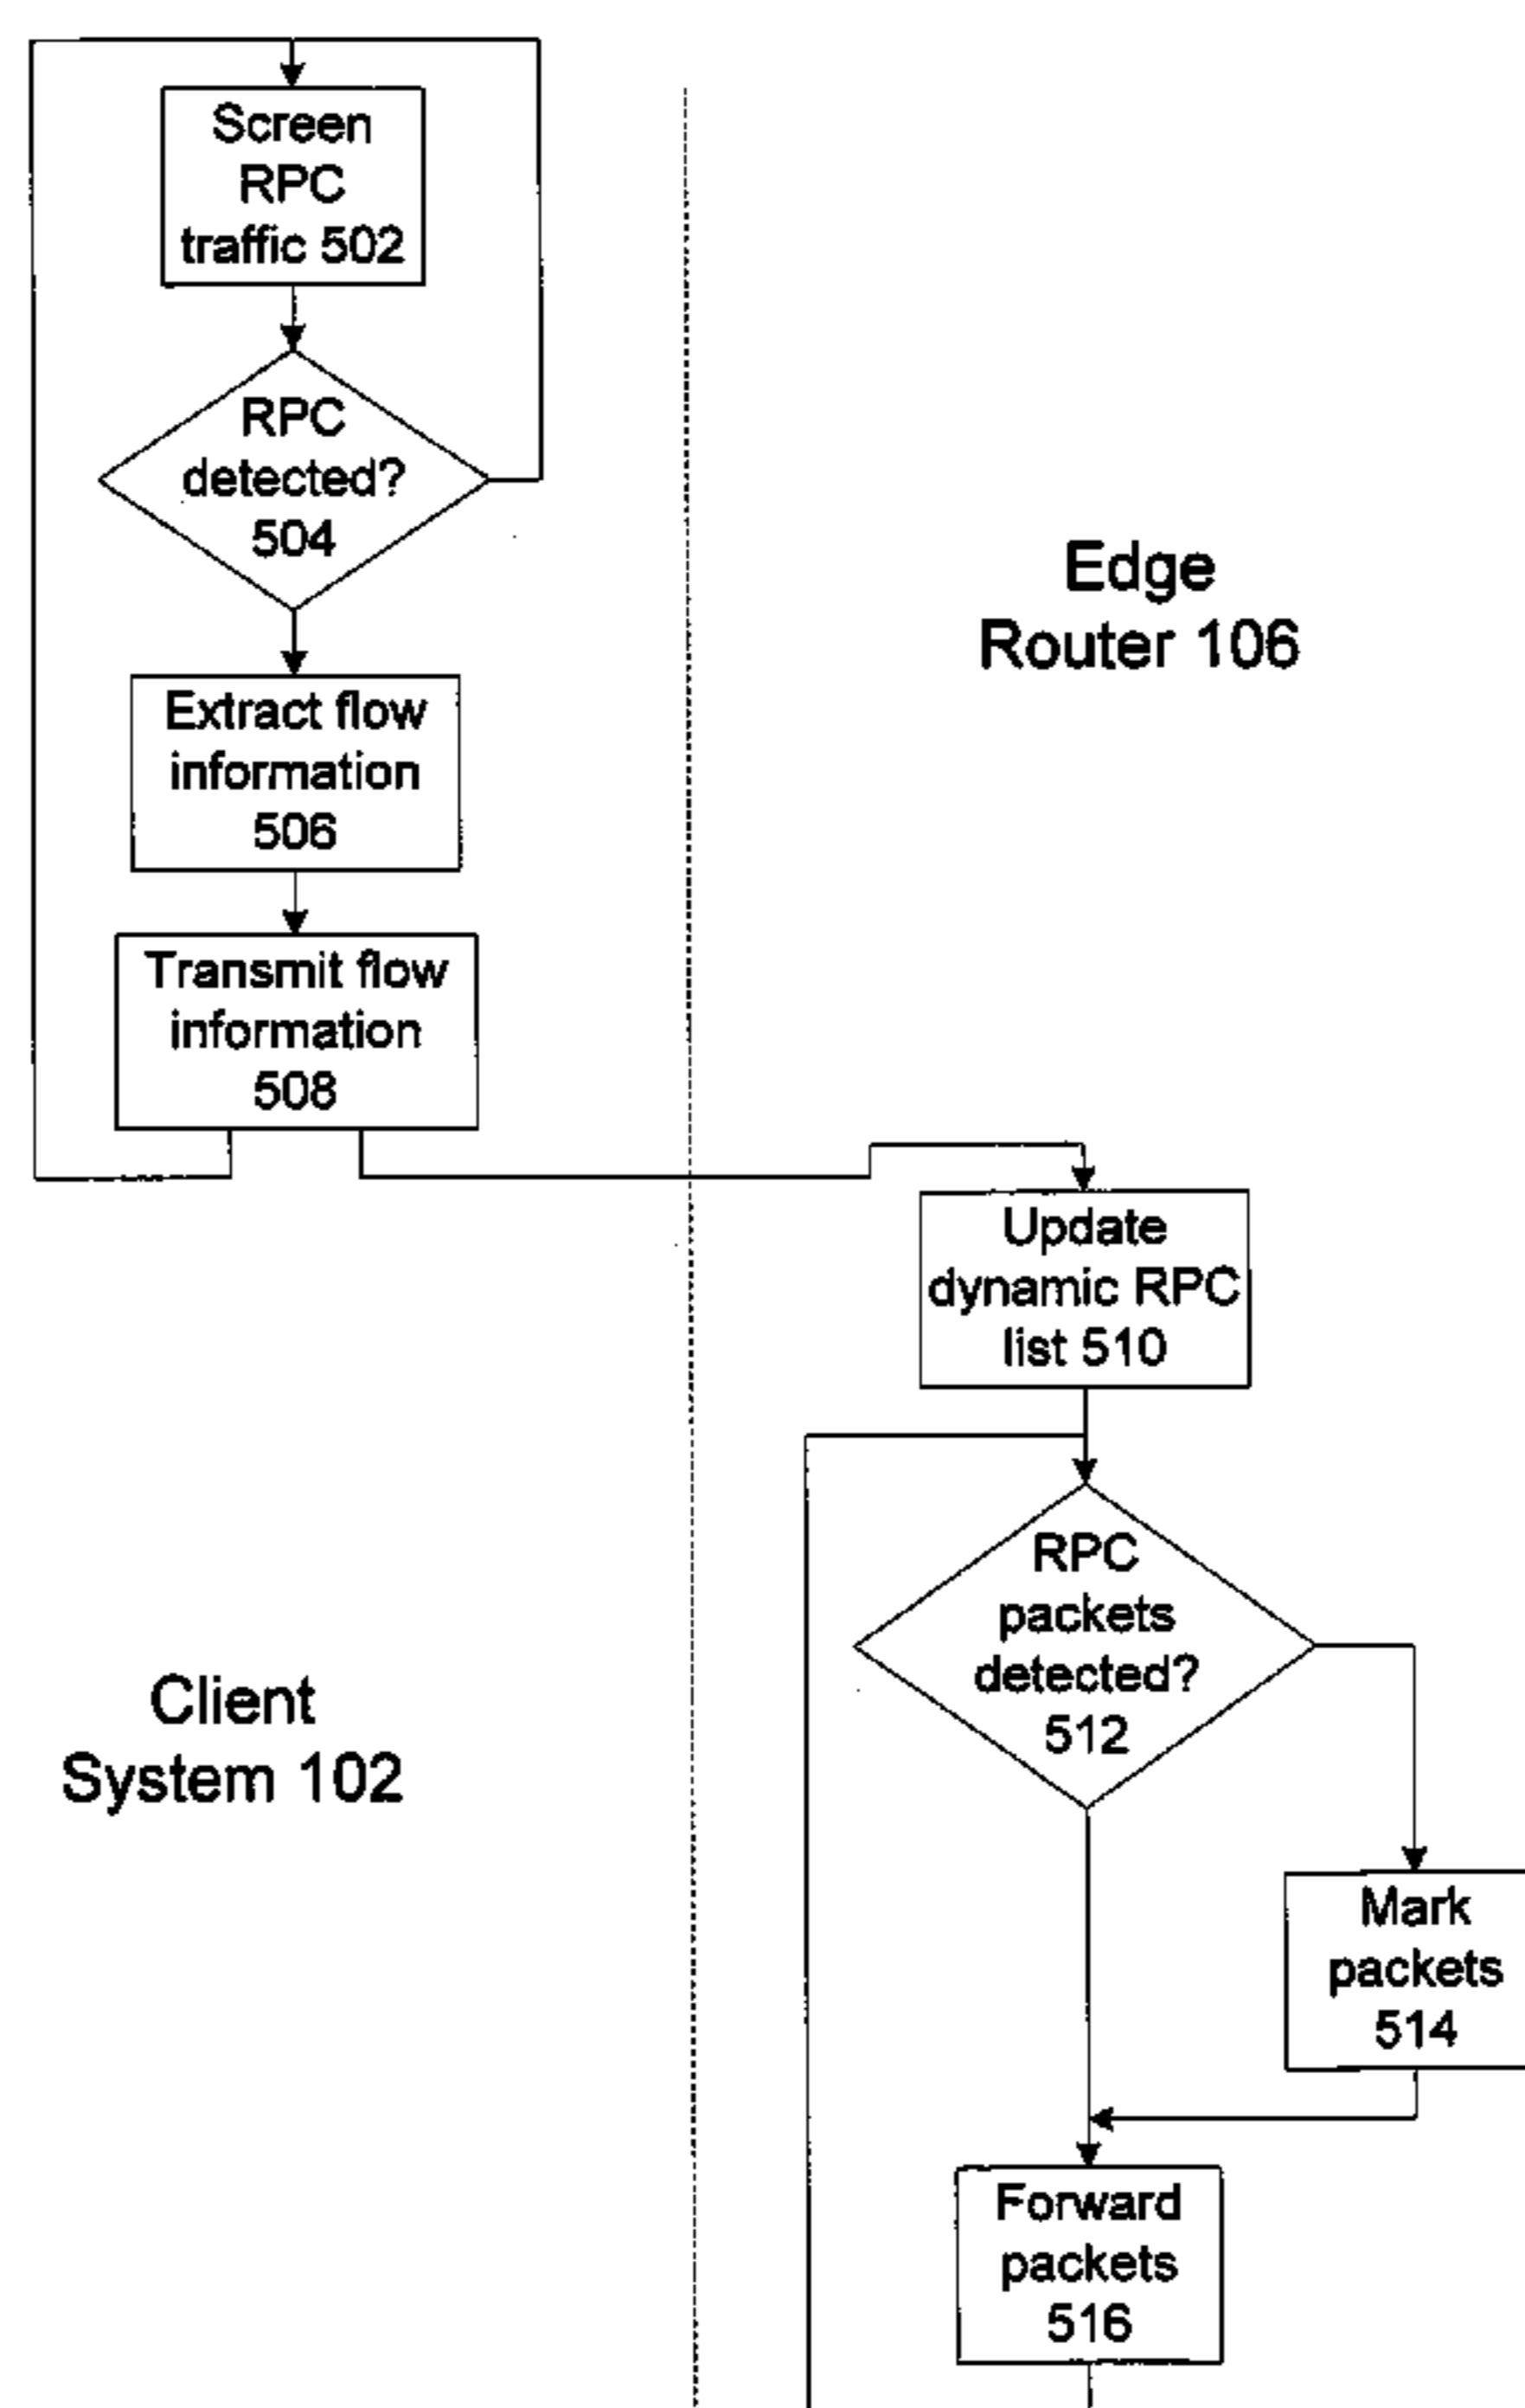 Screen
RPC
traffic 502
RPC
detected?
504
Extract flow
information
506
Transmit flow
information
508
Edge
Router 106
Update
dynamic RPC
list 510
RPC
packets
detected?
512
Client
System 102
Mark
packets
514
Forward
packets
516